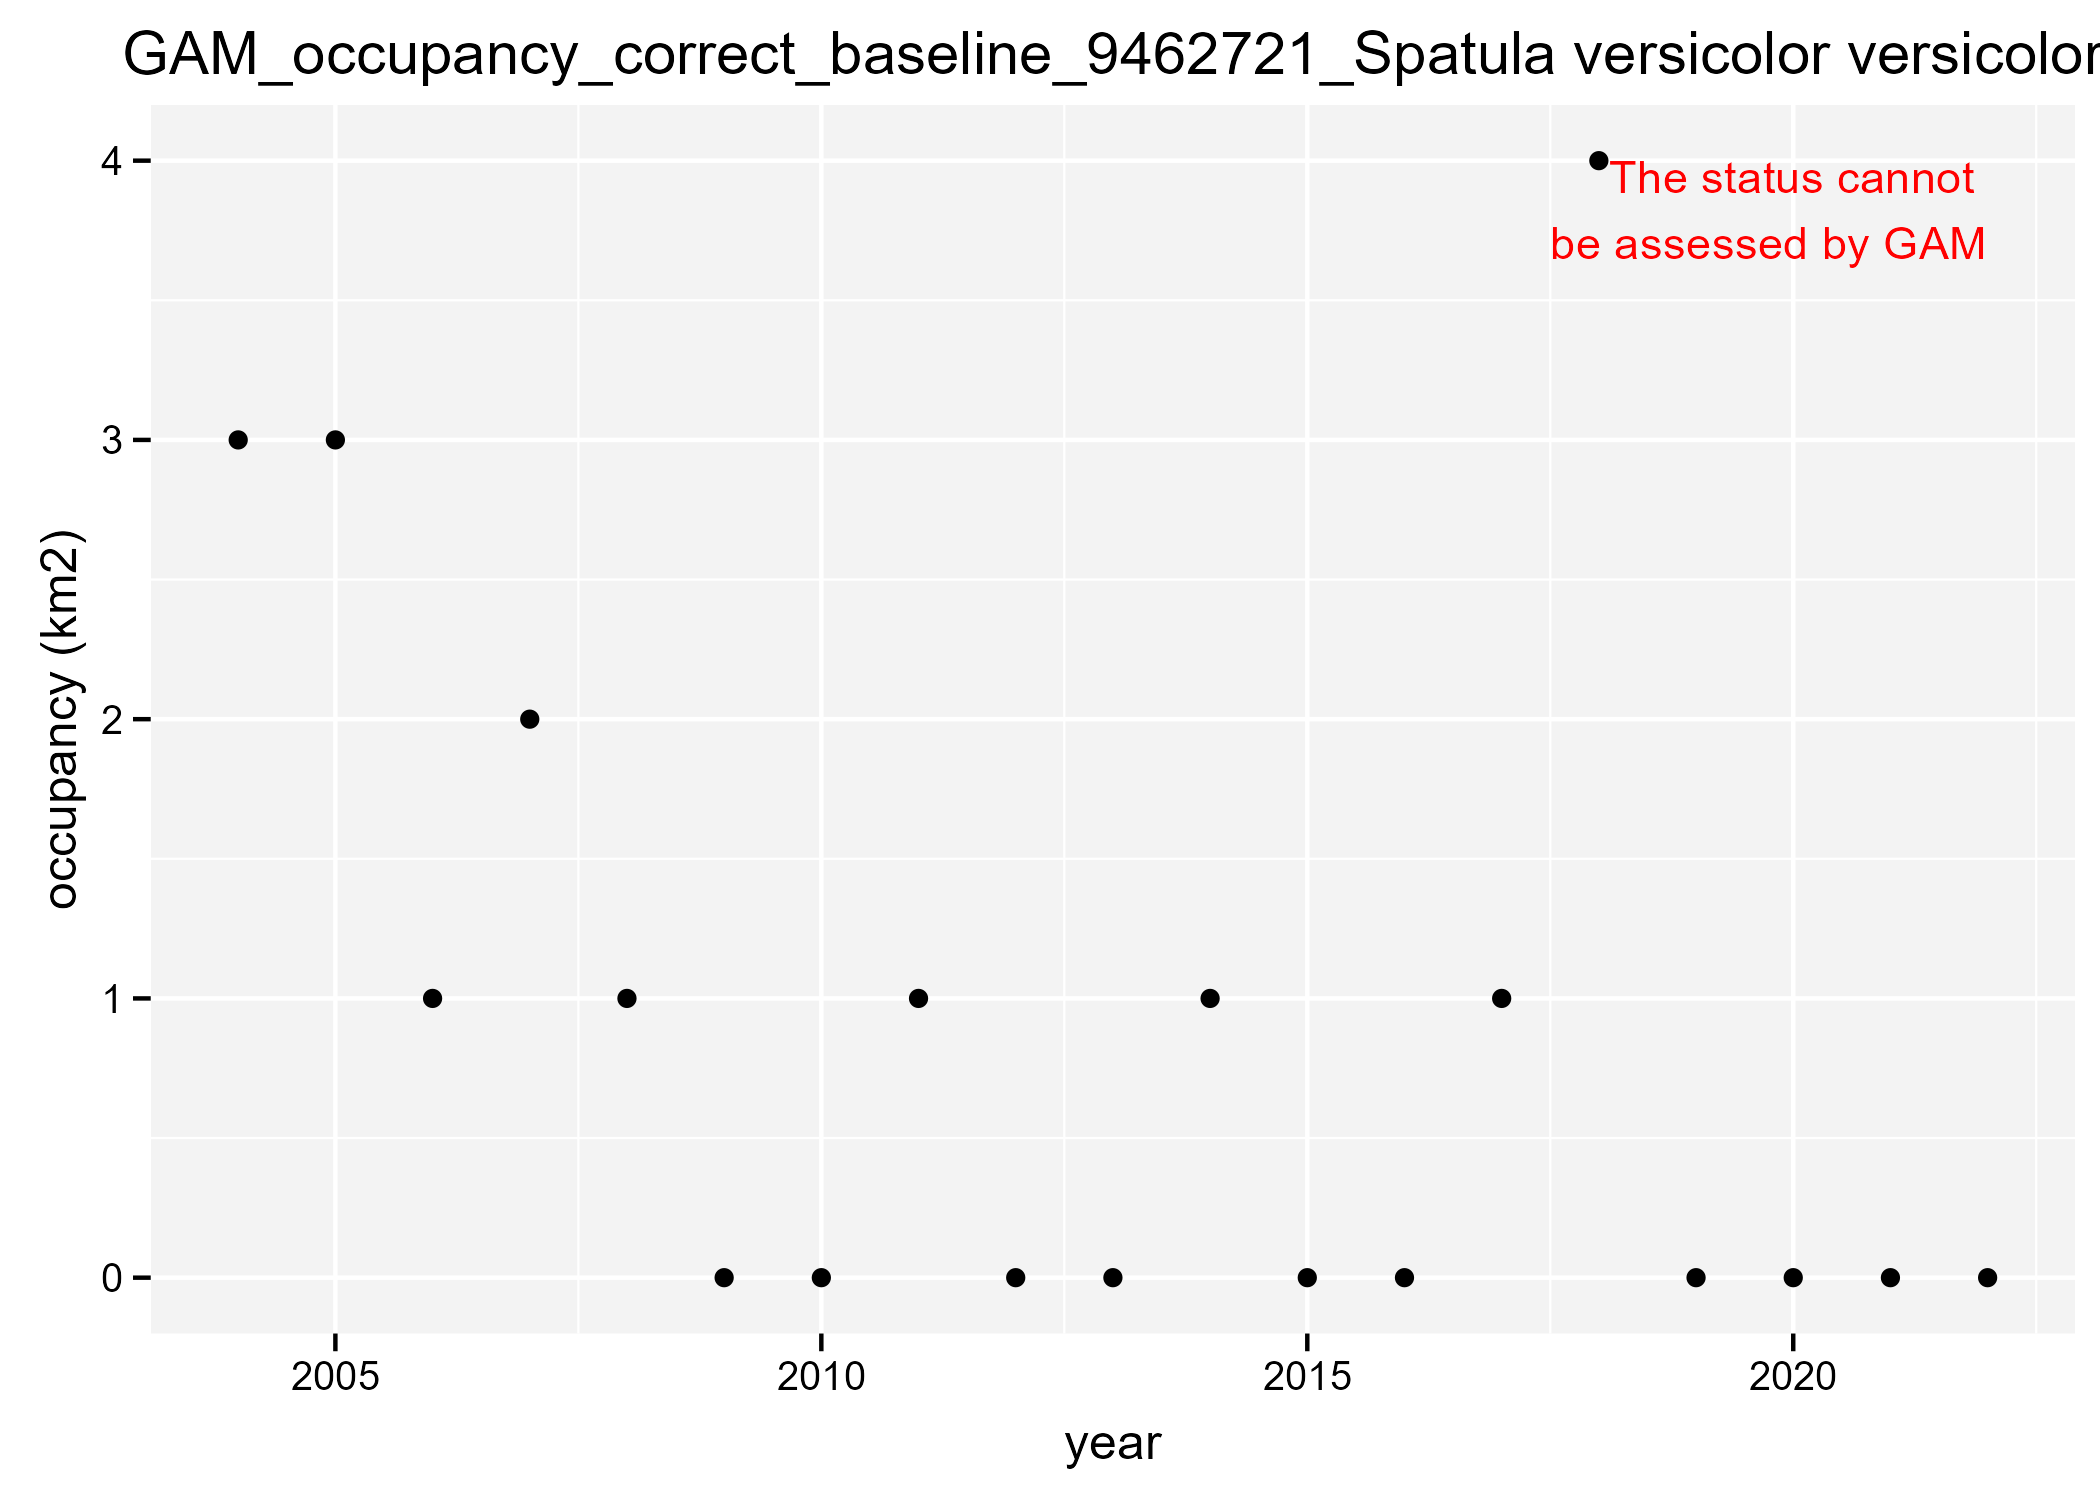 GAM_occupancy_correct_baseline_9462721_Spatula versicolor versicolor
4
The status cannot
be assessed by GAM
3
occupancy (km2)
2
1
0
2005 2010 2015 2020
year